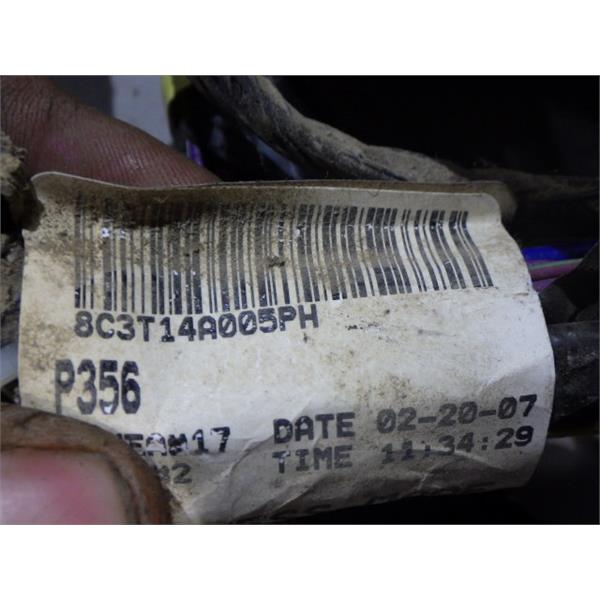 8C3T14A005PH
P356
DATE 02-20-07
TIME 11:34:29